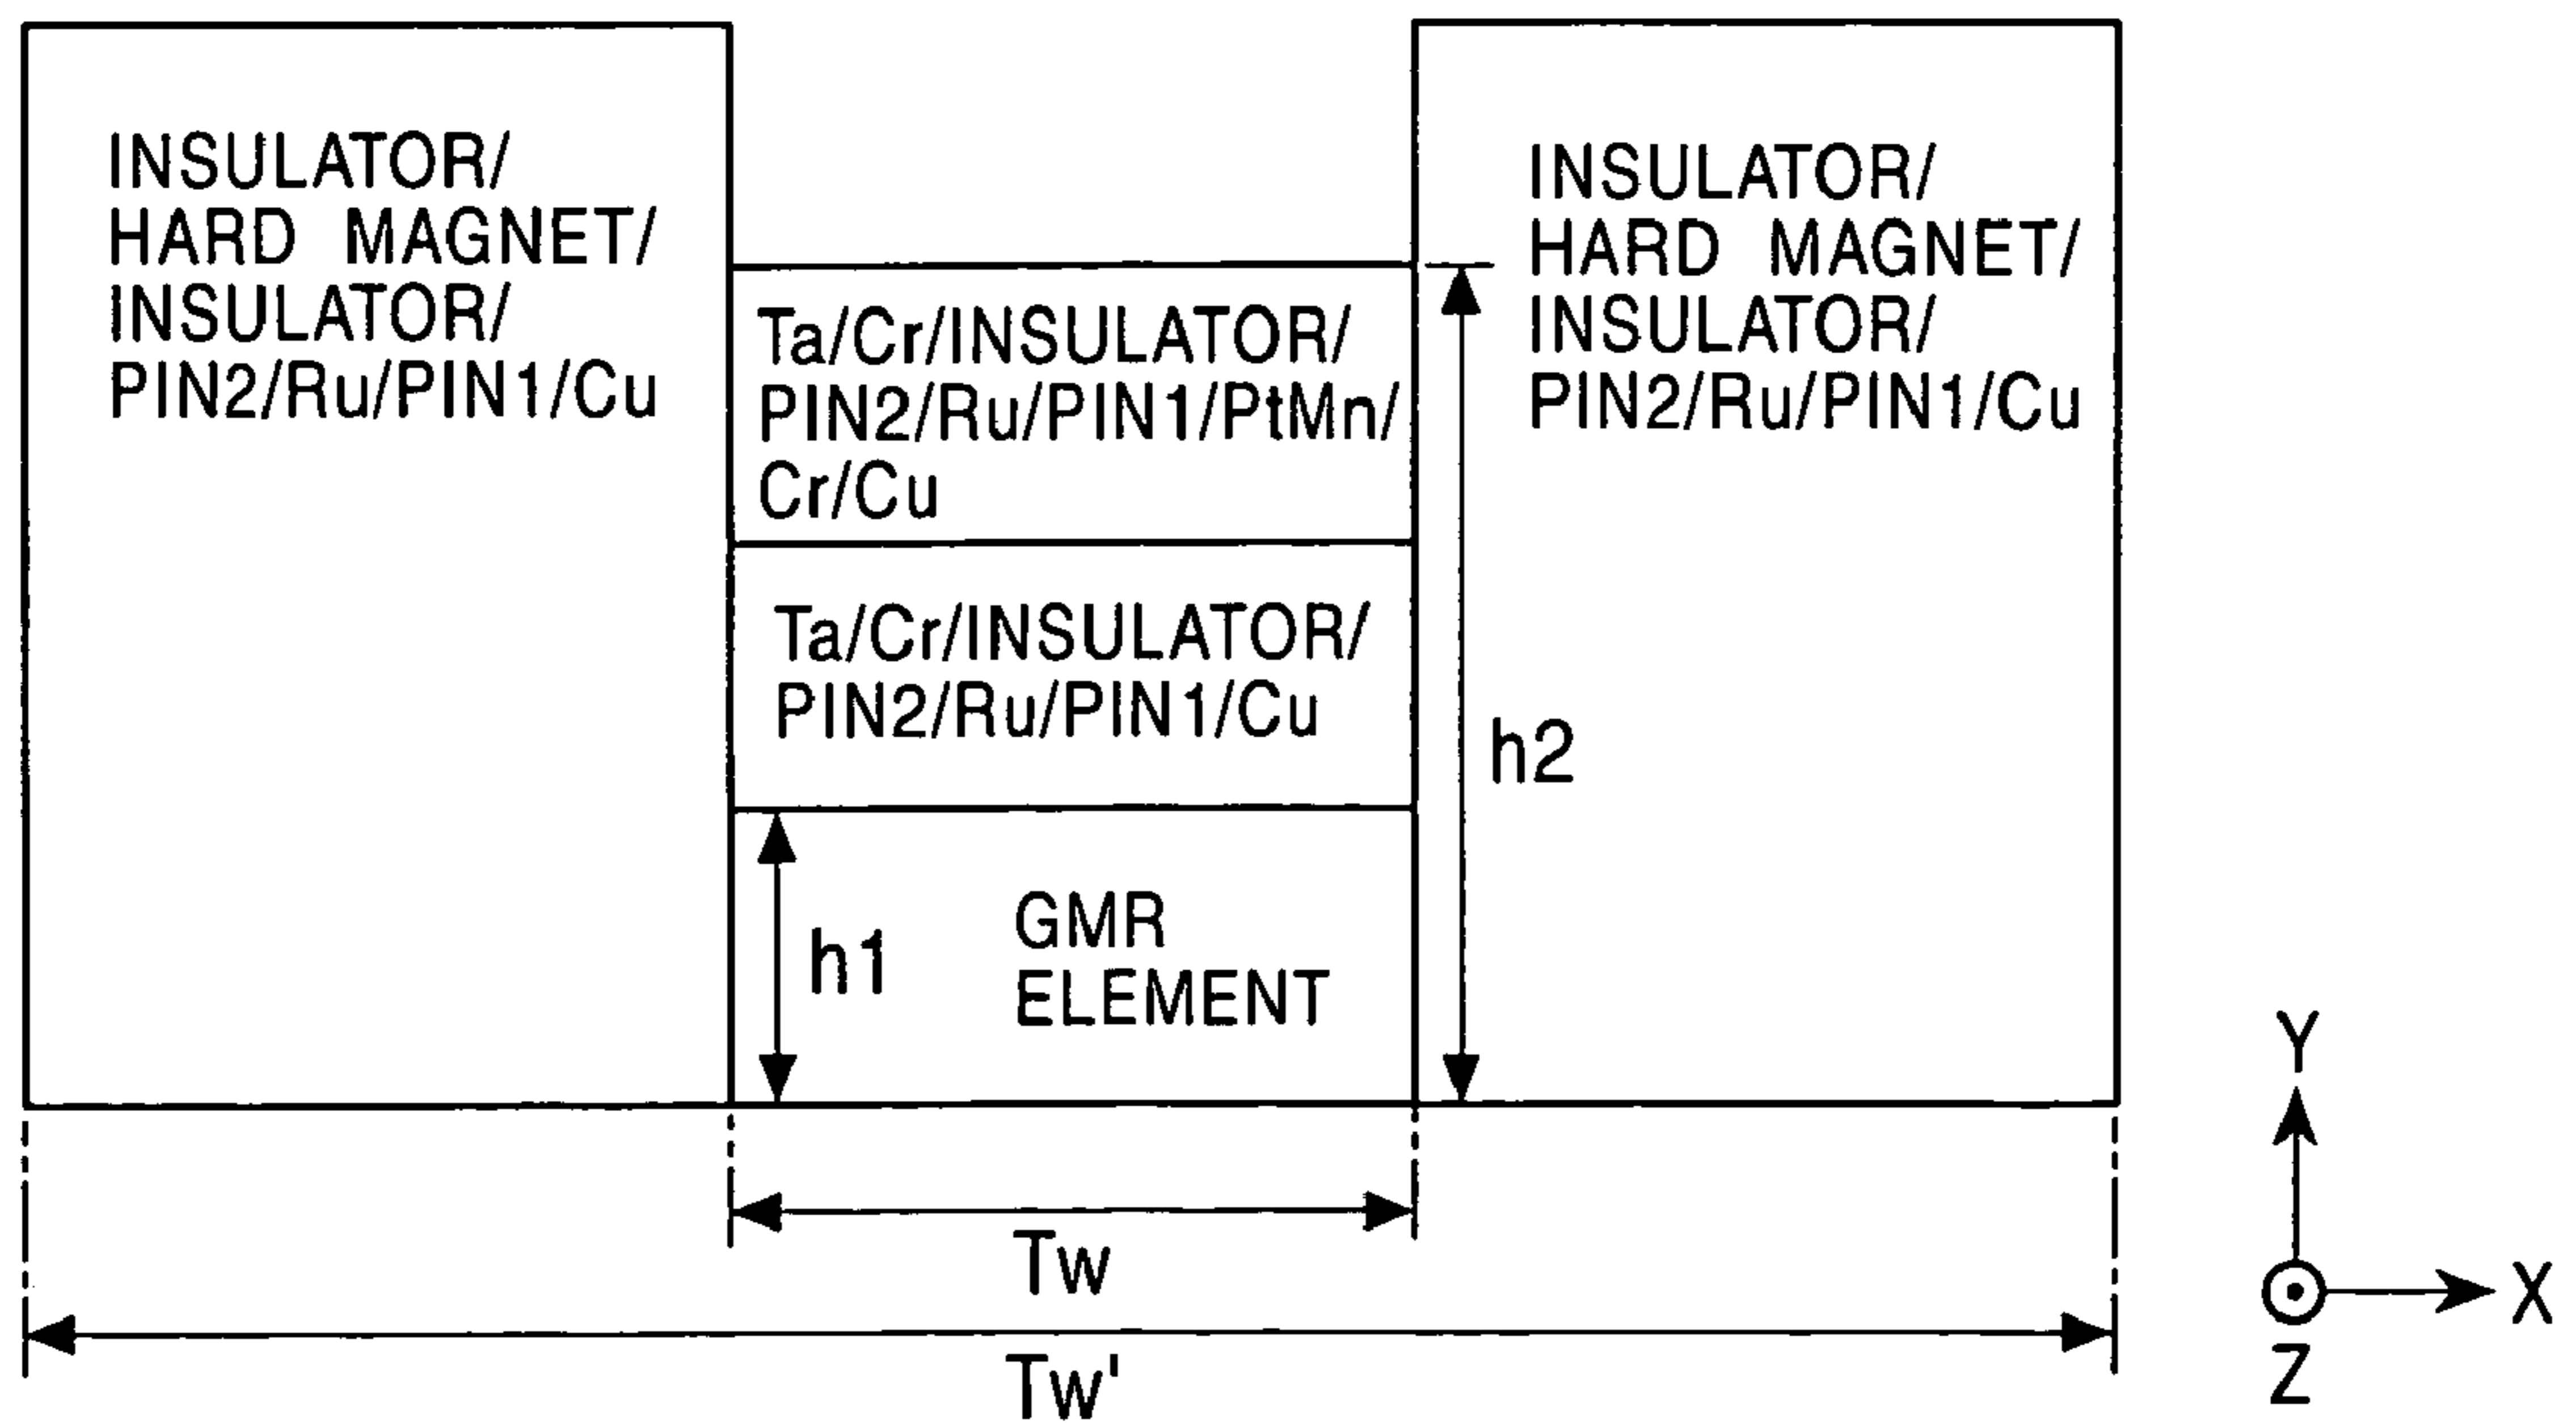 INSULATOR/
HARD MAGNET/
INSULATOR/
PIN2/Ru/PIN1/Cu
Ta/Cr/INSULATOR/
PIN2/Ru/PIN1/PtMn/
Cr/Cu
Ta/Cr/INSULATOR/
PIN2/Ru/PIN1/Cu
h1
GMR
ELEMENT
h2
INSULATOR/
HARD MAGNET/
INSULATOR/
PIN2/Ru/PIN1/Cu
Tw
Tw'
Y
X
Z